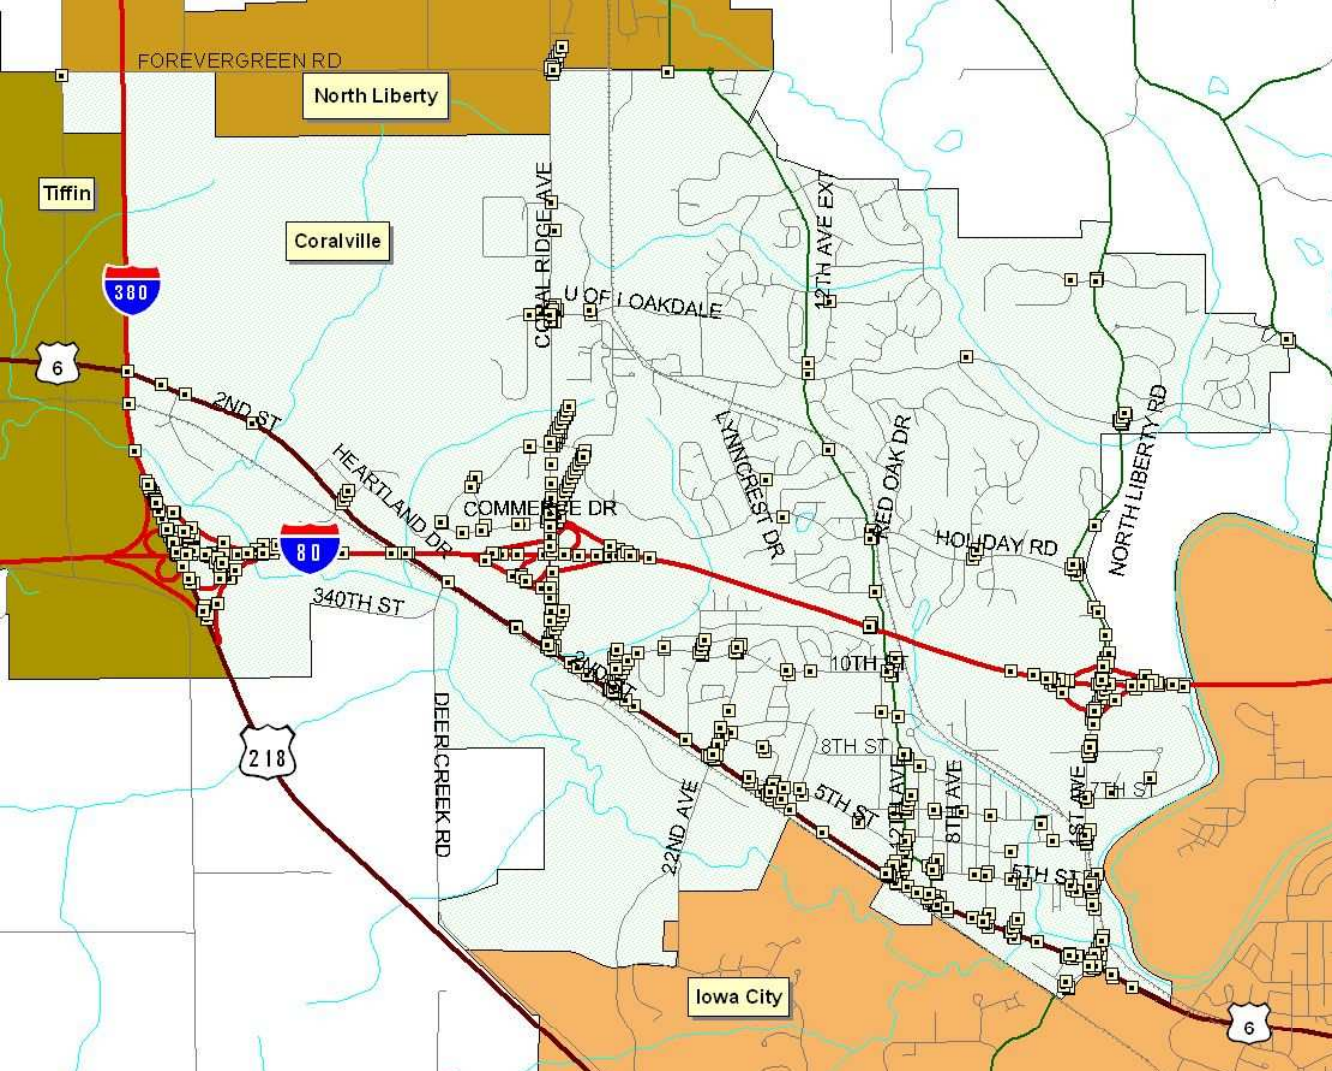 FOREVERGREEN RD
North Liberty
Tiffin
Coralville
CORAL RIDGE AVE
12TH AVE EXT
380
U OF I OAKDALE
6
2ND ST
HEARTLAND DR
COMMERCE DR
LYNNCREST DR
RED OAK DR
NORTH LIBERTY RD
HOLIDAY RD
80
340TH ST
2ND ST
10TH ST
DEER CREEK RD
218
8TH ST
22ND AVE
5TH ST
12TH AVE
8TH AVE
1ST AVE
7TH ST
5TH ST
Iowa City
6